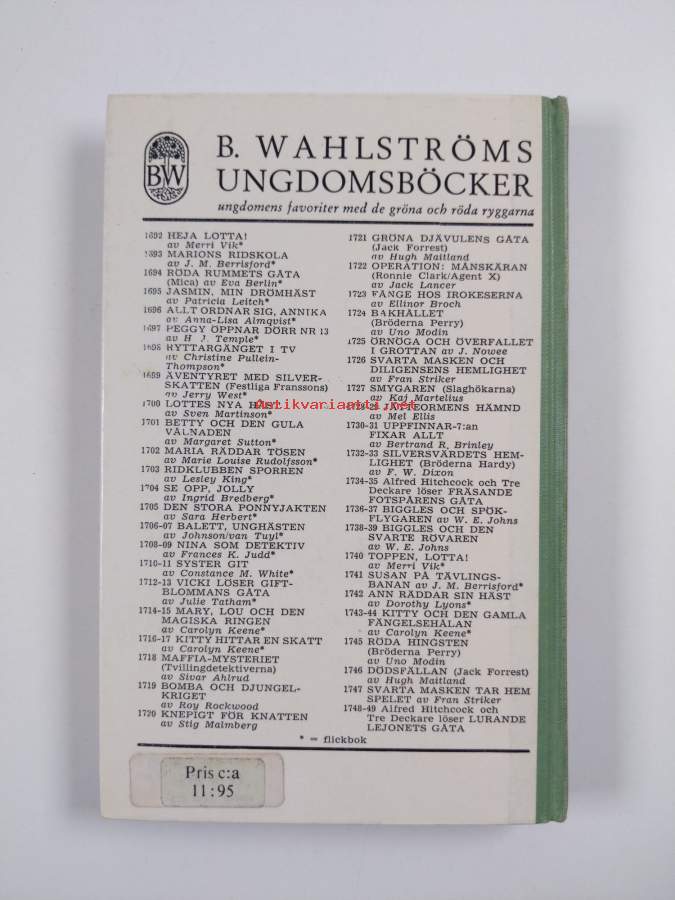 BW
B. WAHLSTRÖMS
UNGDOMSBÖCKER
ungdomens favoriter med de gröna och röda ryggarna
1692 HEJA LOTTA!
av Merri Vik*
1693 MARIONS RIDSKOLA
av J. M. Berrisford*
1694 RÖDA RUMMETS GÅTA
(Mica) av Eva Berlin*
1695 JASMIN, MIN DRÖMHÄST
av Patricia Leitch*
1696 ALLT ORDNAR SIG, ANNIKA
av Anna-Lisa Almqvist*
1697 PEGGY ÖPPNAR DÖRR NR 13
av H J. Temple*
1698 RYTTARGÄNGET I TV
av Christine Pullein-
Thompson*
1699 ÄVENTYRET MED SILVER-
SKATTEN (Festliga Franssons)
av Jerry West*
1700 LOTTES NYA HÄST
av Sven Martinson*
1701 BETTY OCH DEN GULA
VÅLNADEN
av Margaret Sutton*
1702 MARIA RÄDDAR TÖSEN
av Marie Louise Rudolfsson*
1703 RIDKLUBBEN SPORREN
av Lesley King*
1704 SE OPP, JOLLY
av Ingrid Bredberg*
1705 DEN STORA PONNYJAKTEN
av Sara Herbert*
1706-07 BALETT, UNGHÄSTEN
av Johnson/van Tuyl*
1708-09 NINA SOM DETEKTIV
av Frances K. Judd*
1710-11 SYSTER GIT
av Constance M. White*
1712-13 VICKI LÖSER GIFT-
BLOMMANS GÅTA
av Julie Tatham*
1714-15 MARY, LOU OCH DEN
MAGISKA RINGEN
av Carolyn Keene*
1716-17 KITTY HITTAR EN SKATT
av Carolyn Keene*
1718 MAFFIA-MYSTERIET
(Tvillingdetektiverna)
av Sivar Ahlrud
1719 BOMBA OCH DJUNGEL-
KRIGET
av Roy Rockwood
1720 KNEPIGT FÖR KNATTEN
av Stig Malmberg
1721 GRÖNA DJÄVULENS GÅTA
(Jack Forrest)
av Hugh Maitland
1722 OPERATION: MÅNSKÄRAN
(Ronnie Clark/Agent X)
av Jack Lancer
1723 FÅNGE HOS IROKESERNA
av Ellinor Broch
1724 BAKHÅLLET
(Bröderna Perry)
av Uno Modin
1725 ÖRNÖGA OCH ÖVERFALLET
I GROTTAN av J. Nowee
1726 SVARTA MASKEN OCH
DILIGENSENS HEMLIGHET
av Fran Striker
1727 SMYGAREN (Slaghökarna)
av Kaj Martelius
JÄTTEORMENS HÄMND
av Mel Ellis
1730-31 UPPFINNAR-7:an
FIXAR ALLT
av Bertrand R. Brinley
1732-33 SILVERSVÄRDETS HEM-
LIGHET (Bröderna Hardy)
av F. W. Dixon
1734-35 Alfred Hitchcock och Tre
Deckare löser FRÄSANDE
FOTSPÅRENS GÅTA
1736-37 BIGGLES OCH SPÖK-
FLYGAREN av W. E. Johns
1738-39 BIGGLES OCH DEN
SVARTE RÖVAREN
av W. E. Johns
1740 TOPPEN, LOTTA!
av Merri Vik*
1741 SUSAN PÅ TÄVLINGS-
BANAN av J. M. Berrisford*
1742 ANN RÄDDAR SIN HÄST
av Dorothy Lyons*
1743-44 KITTY OCH DEN GAMLA
FÄNGELSEHÅLAN
av Carolyn Keene*
1745 RÖDA HINGSTEN
(Bröderna Perry)
av Uno Modin
1746 DÖDSFÄLLAN (Jack Forrest)
av Hugh Maitland
1747 SVARTA MASKEN TAR HEM
SPELET av Fran Striker
1748-49 Alfred Hitchcock och
Tre Deckare löser LURANDE
LEJONETS GÅTA
* = flickbok
Antikvariaatti.net
Pris c:a
11:95